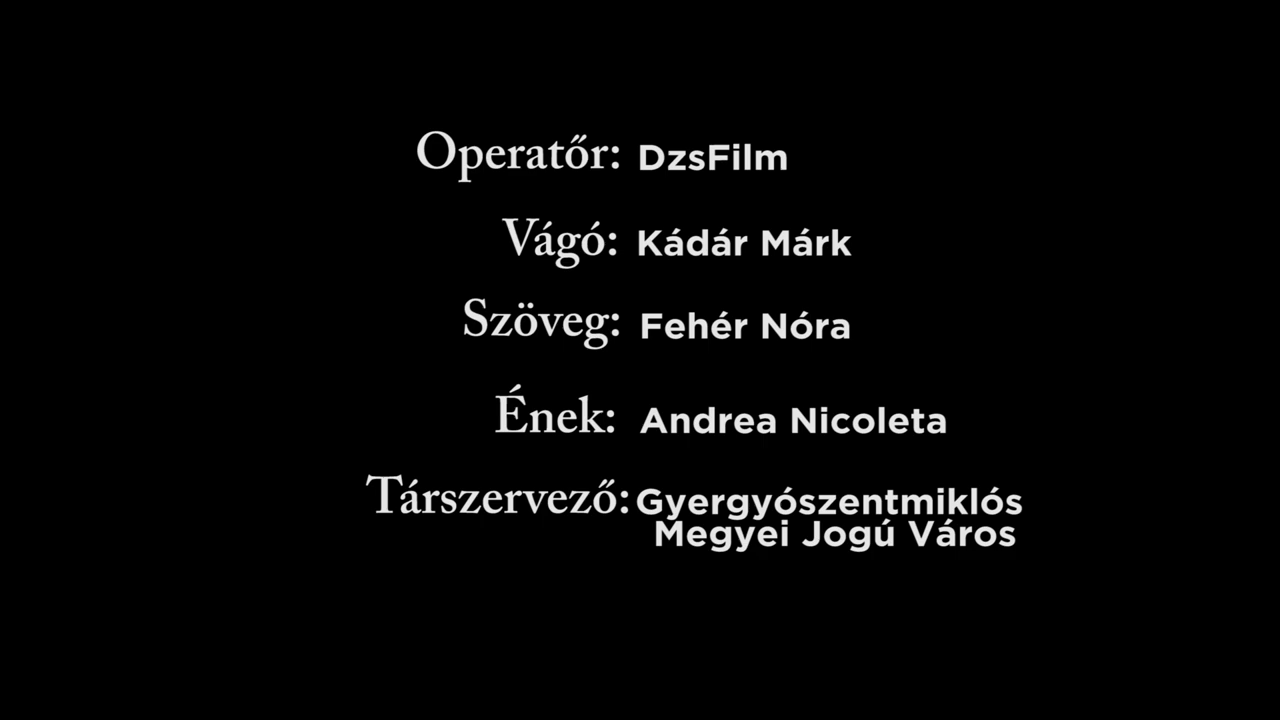 Operatőr: DzsFilm
Vágó: Kádár Márk
Szöveg: Fehér Nóra
Ének: Andrea Nicoleta
Társzervező: Gyergyószentmiklós
Megyei Jogú Város